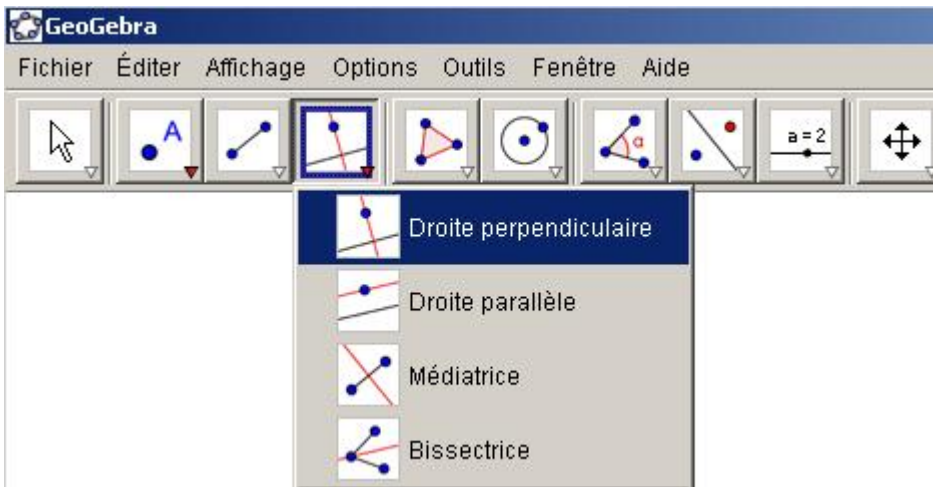 GeoGebra
Fichier Éditer Affichage Options Outils Fenêtre Aide
A α a = 2
Droite perpendiculaire
Droite parallèle
Médiatrice
Bissectrice